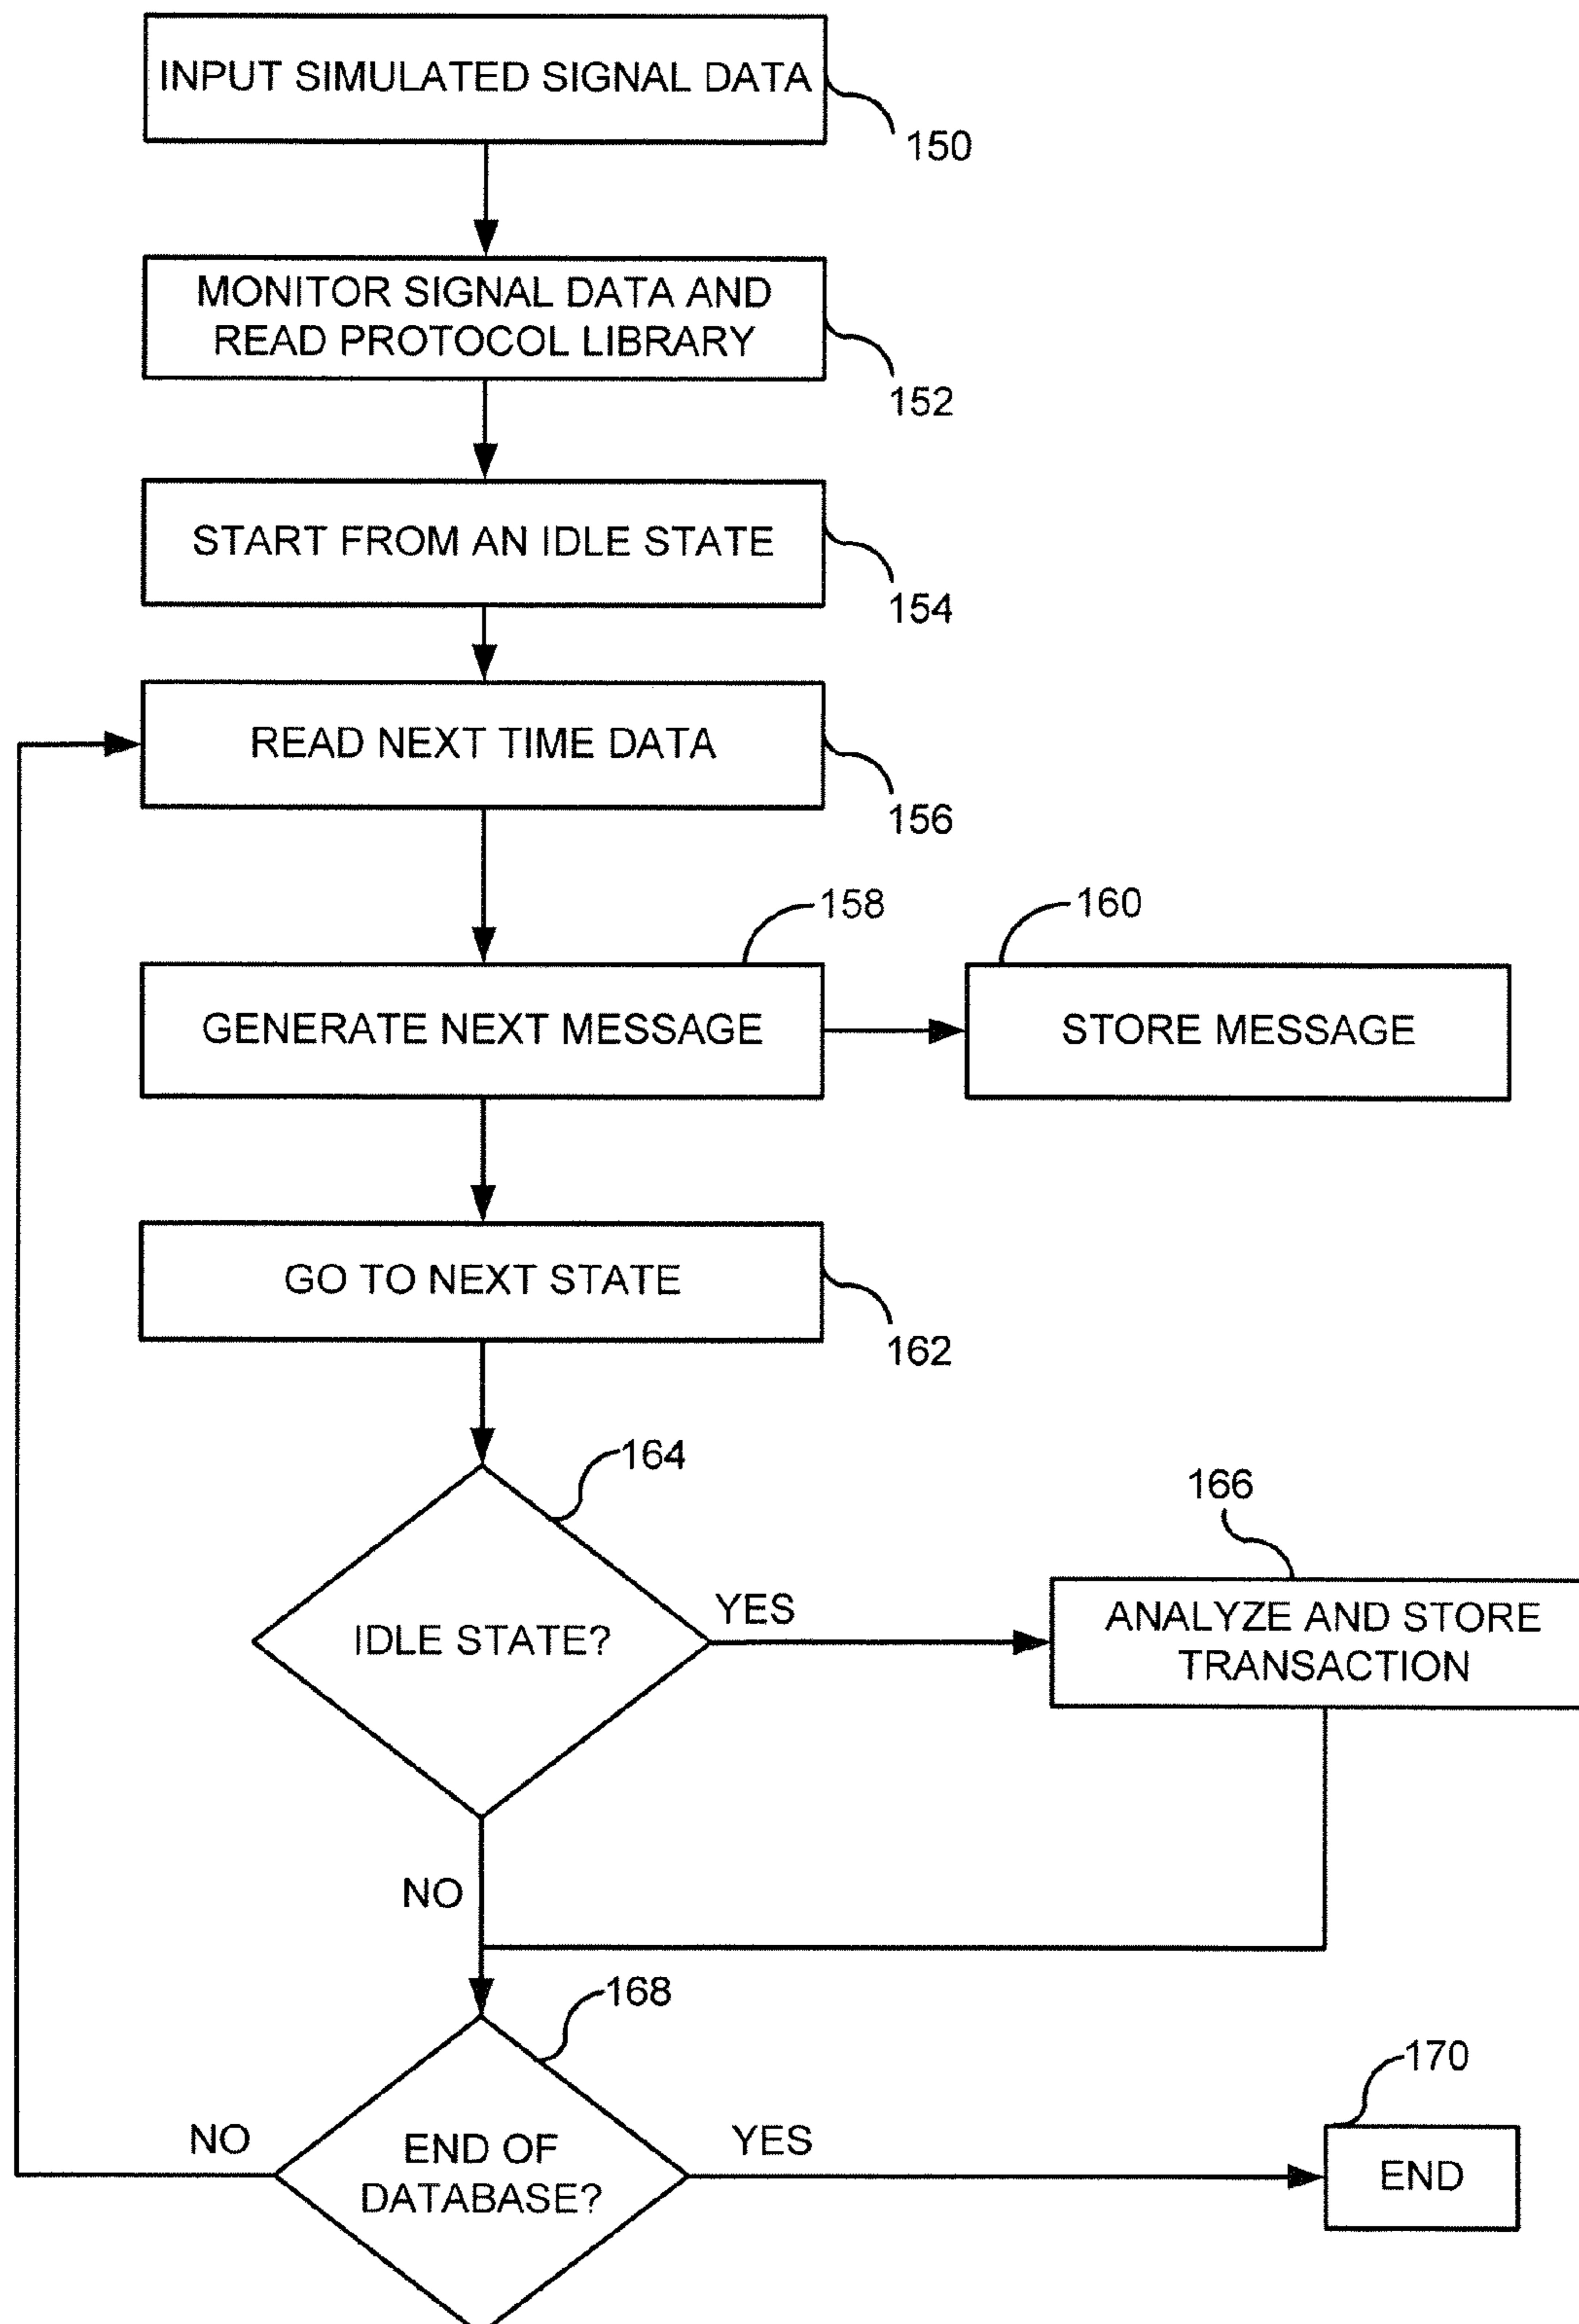 INPUT SIMULATED SIGNAL DATA
150
MONITOR SIGNAL DATA AND
READ PROTOCOL LIBRARY
152
START FROM AN IDLE STATE
154
READ NEXT TIME DATA
156
158
160
GENERATE NEXT MESSAGE
STORE MESSAGE
GO TO NEXT STATE
162
164
166
YES
IDLE STATE?
ANALYZE AND STORE
TRANSACTION
NO
168
170
NO
YES
END OF
DATABASE?
END